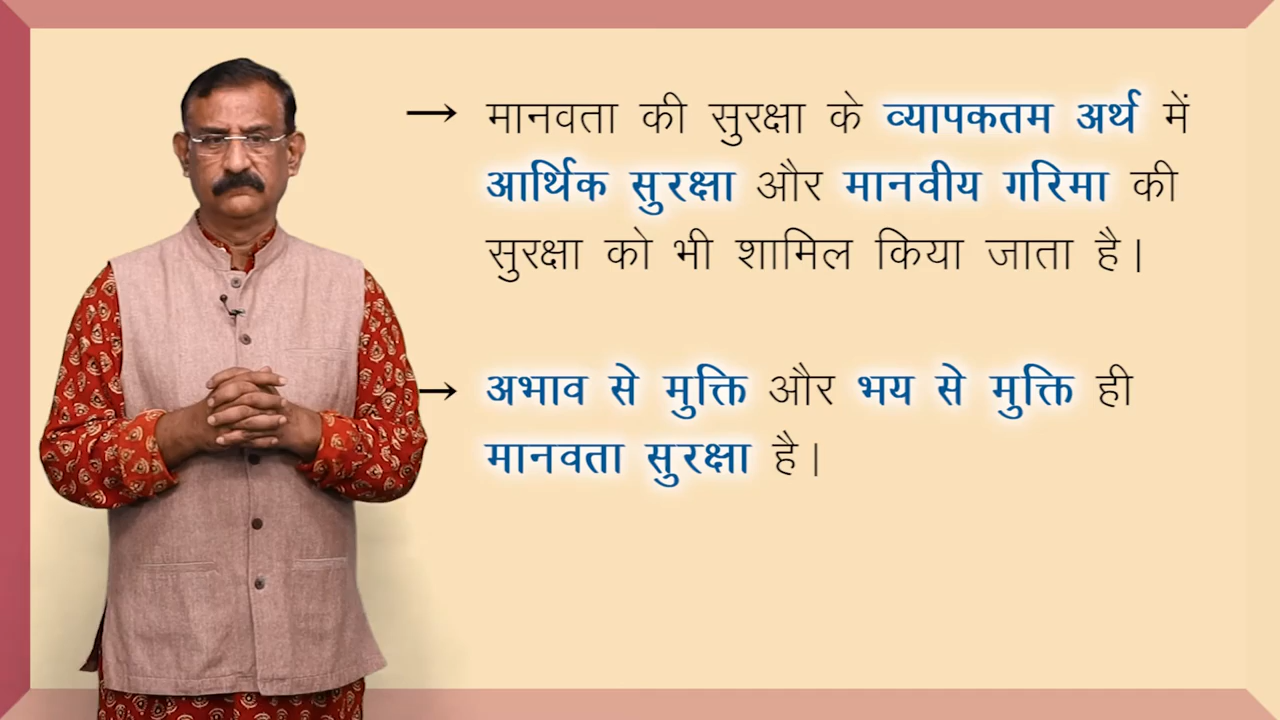 → मानवता की सुरक्षा के व्यापकतम अर्थ में
आर्थिक सुरक्षा और मानवीय गरिमा की
सुरक्षा को भी शामिल किया जाता है।
→ अभाव से मुक्ति और भय से मुक्ति ही
मानवता सुरक्षा है।